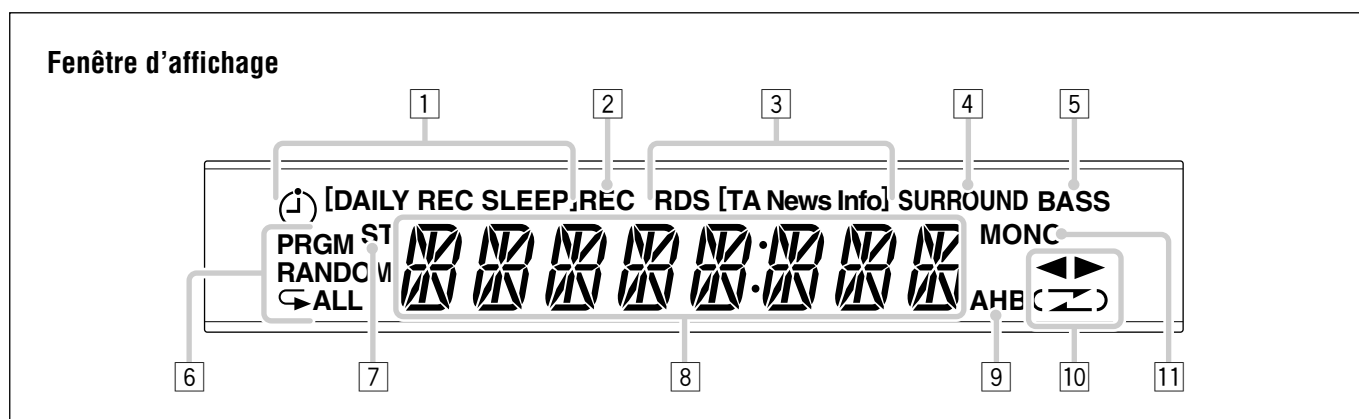 Fenêtre d’affichage
1 2 3 4 5
[DAILY REC SLEEP] REC RDS [TA News Info] SURROUND BASS
PRGM ST MONO
RANDOM
ALL AHB
6 7 8 9 10 11